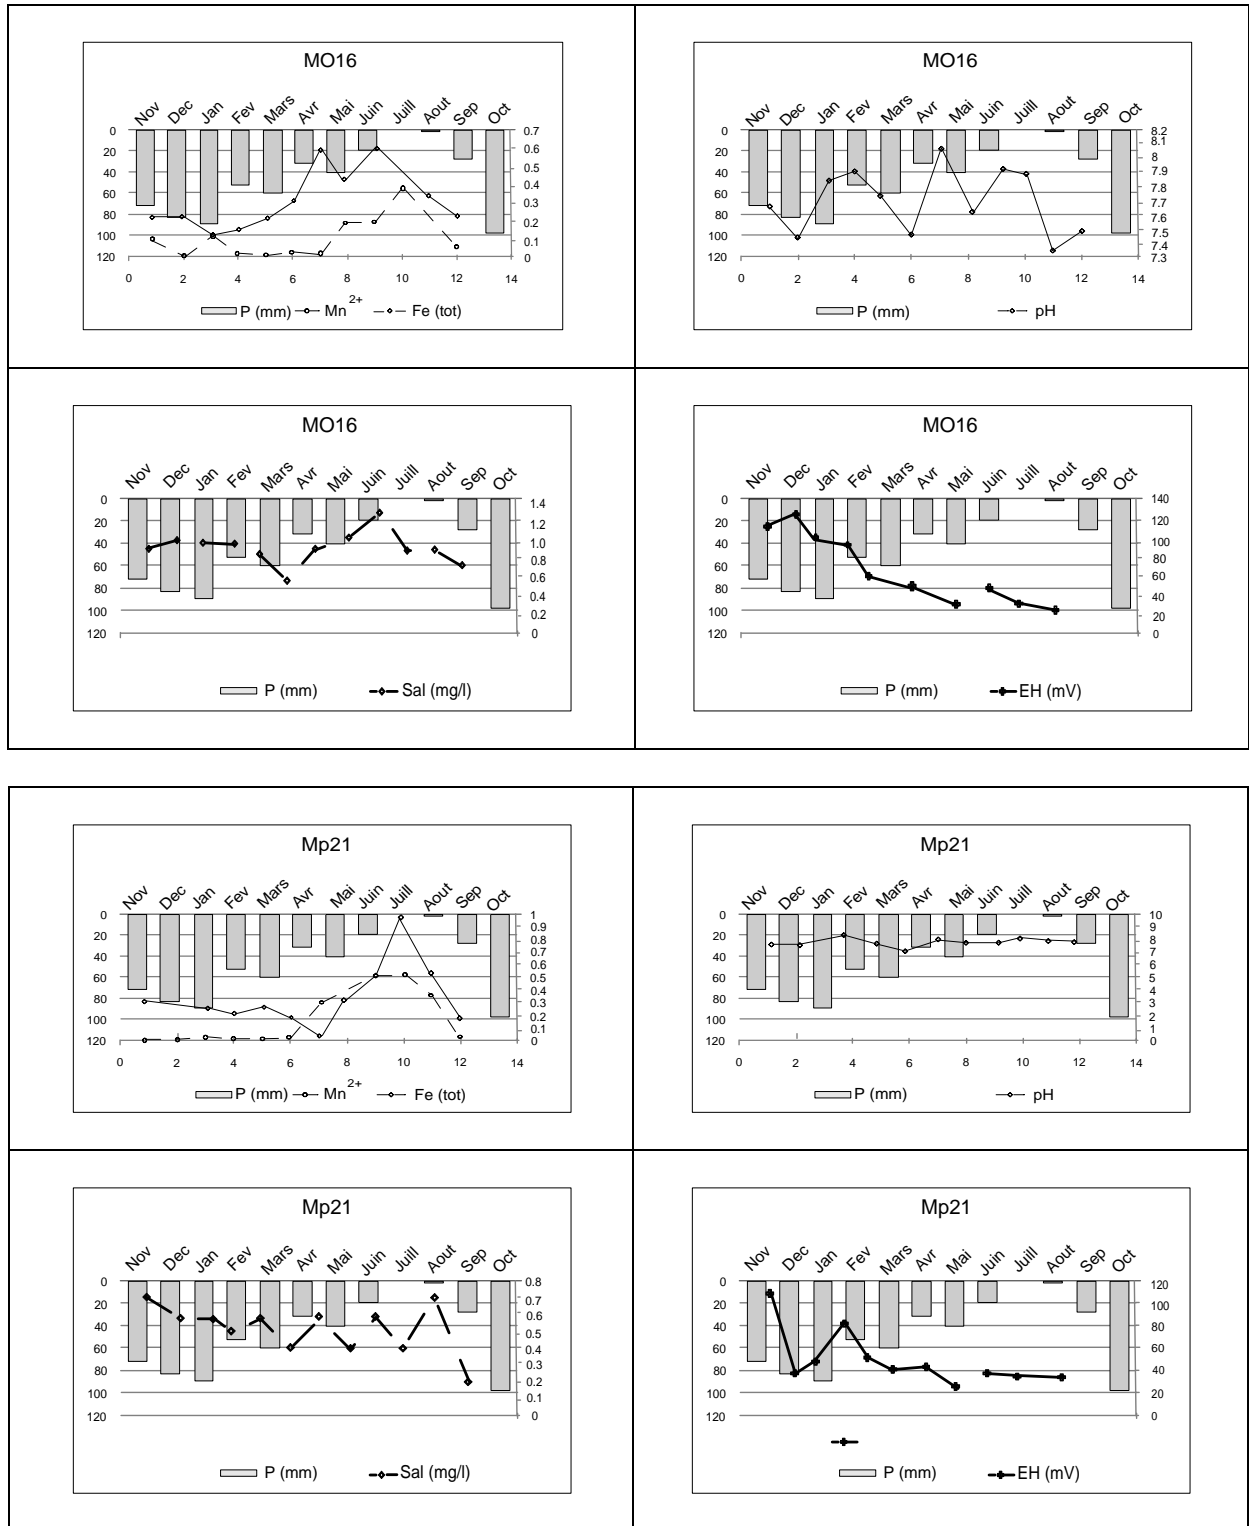 MO16
Nov Dec Jan Fev Mars Avr Mai Juin Juill Aout Sep Oct
0 0.7
20 0.6
0.5
40
60 0.4
0.3
80 0.2
100 0.1
120 0
0 2 4 6 8 10 12 14
P (mm) Mn2+ Fe (tot)
MO16
Nov Dec Jan Fev Mars Avr Mai Juin Juill Aout Sep Oct
0 8.2
8.1
20 8
40 7.9
7.8
60 7.7
80 7.6
7.5
100 7.4
120 7.3
0 2 4 6 8 10 12 14
P (mm) pH
MO16
Nov Dec Jan Fev Mars Avr Mai Juin Juill Aout Sep Oct
0 1.4
20 1.2
40 1.0
60 0.8
0.6
80 0.4
100 0.2
120 0
P (mm) Sal (mg/l)
MO16
Nov Dec Jan Fev Mars Avr Mai Juin Juill Aout Sep Oct
0 140
20 120
40 100
80
60 60
80 40
100 20
120 0
P (mm) EH (mV)
Mp21
Nov Dec Jan Fev Mars Avr Mai Juin Juill Aout Sep Oct
0 1
0.9
20 0.8
40 0.7
0.6
60 0.5
0.4
80 0.3
100 0.2
0.1
120 0
0 2 4 6 8 10 12 14
P (mm) Mn2+ Fe (tot)
Mp21
Nov Dec Jan Fev Mars Avr Mai Juin Juill Aout Sep Oct
0 10
9
20 8
40 7
6
60 5
4
80 3
100 2
1
120 0
0 2 4 6 8 10 12 14
P (mm) pH
Mp21
Nov Dec Jan Fev Mars Avr Mai Juin Juill Aout Sep Oct
0 0.8
20 0.7
0.6
40 0.5
60 0.4
0.3
80 0.2
100 0.1
120 0
P (mm) Sal (mg/l)
Mp21
Nov Dec Jan Fev Mars Avr Mai Juin Juill Aout Sep Oct
0 120
20 100
40 80
60 60
80 40
100 20
120 0
P (mm) EH (mV)